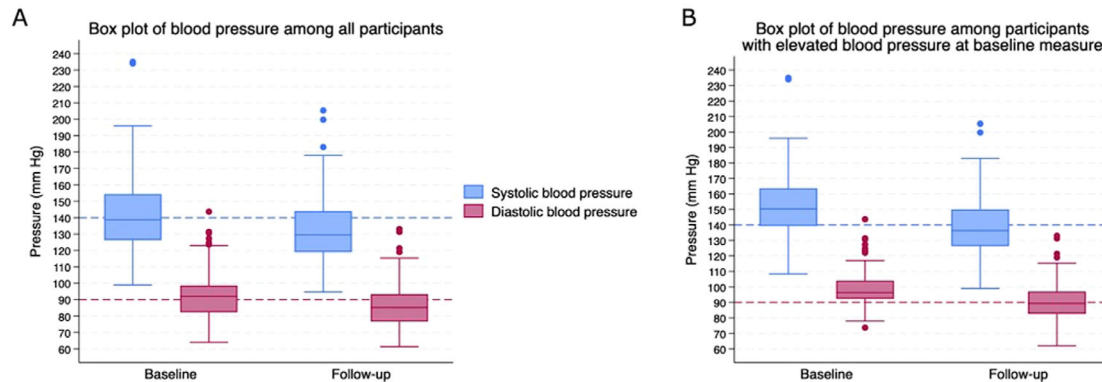 A
Box plot of blood pressure among all participants
Pressure (mm Hg)
240
230
220
210
200
190
180
170
160
150
140
130
120
110
100
90
80
70
60
Baseline
Follow-up
Systolic blood pressure
Diastolic blood pressure
B
Box plot of blood pressure among participants
with elevated blood pressure at baseline measure
Pressure (mm Hg)
240
230
220
210
200
190
180
170
160
150
140
130
120
110
100
90
80
70
60
Baseline
Follow-up